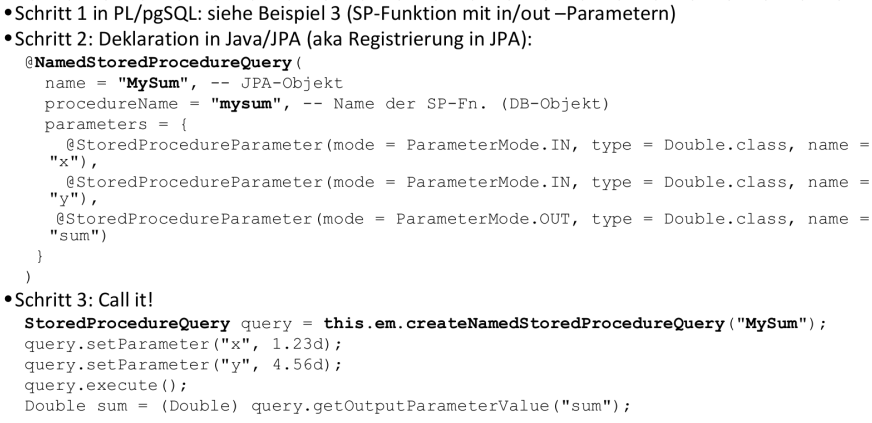 •Schritt 1 in PL/pgSQL: siehe Beispiel 3 (SP-Funktion mit in/out –Parametern)
•Schritt 2: Deklaration in Java/JPA (aka Registrierung in JPA):
@NamedStoredProcedureQuery(
name = "MySum", -- JPA-Objekt
procedureName = "mysum", -- Name der SP-Fn. (DB-Objekt)
parameters = {
@StoredProcedureParameter(mode = ParameterMode.IN, type = Double.class, name =
"x"),
@StoredProcedureParameter(mode = ParameterMode.IN, type = Double.class, name =
"y"),
@StoredProcedureParameter(mode = ParameterMode.OUT, type = Double.class, name =
"sum")
}
)
•Schritt 3: Call it!
StoredProcedureQuery query = this.em.createNamedStoredProcedureQuery("MySum");
query.setParameter("x", 1.23d);
query.setParameter("y", 4.56d);
query.execute();
Double sum = (Double) query.getOutputParameterValue("sum");